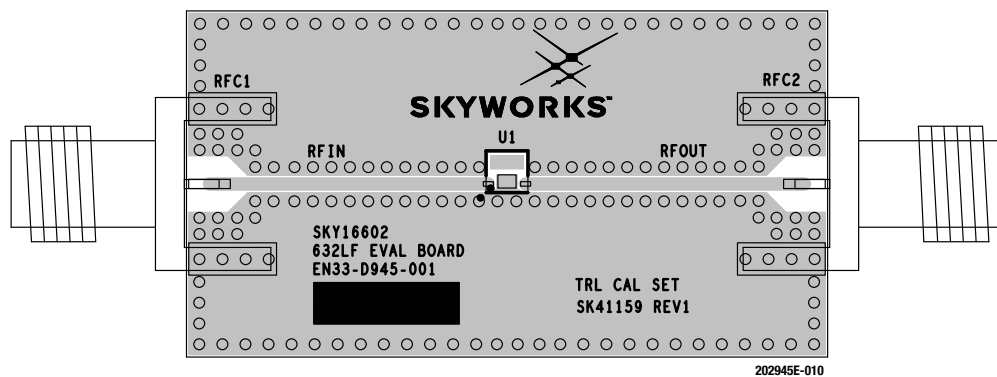 RFC1
RFC2
SKYWORKS™
U1
RFIN
RFOUT
SKY16602
632LF EVAL BOARD
EN33-D945-001
TRL CAL SET
SK41159 REV1
202945E-010